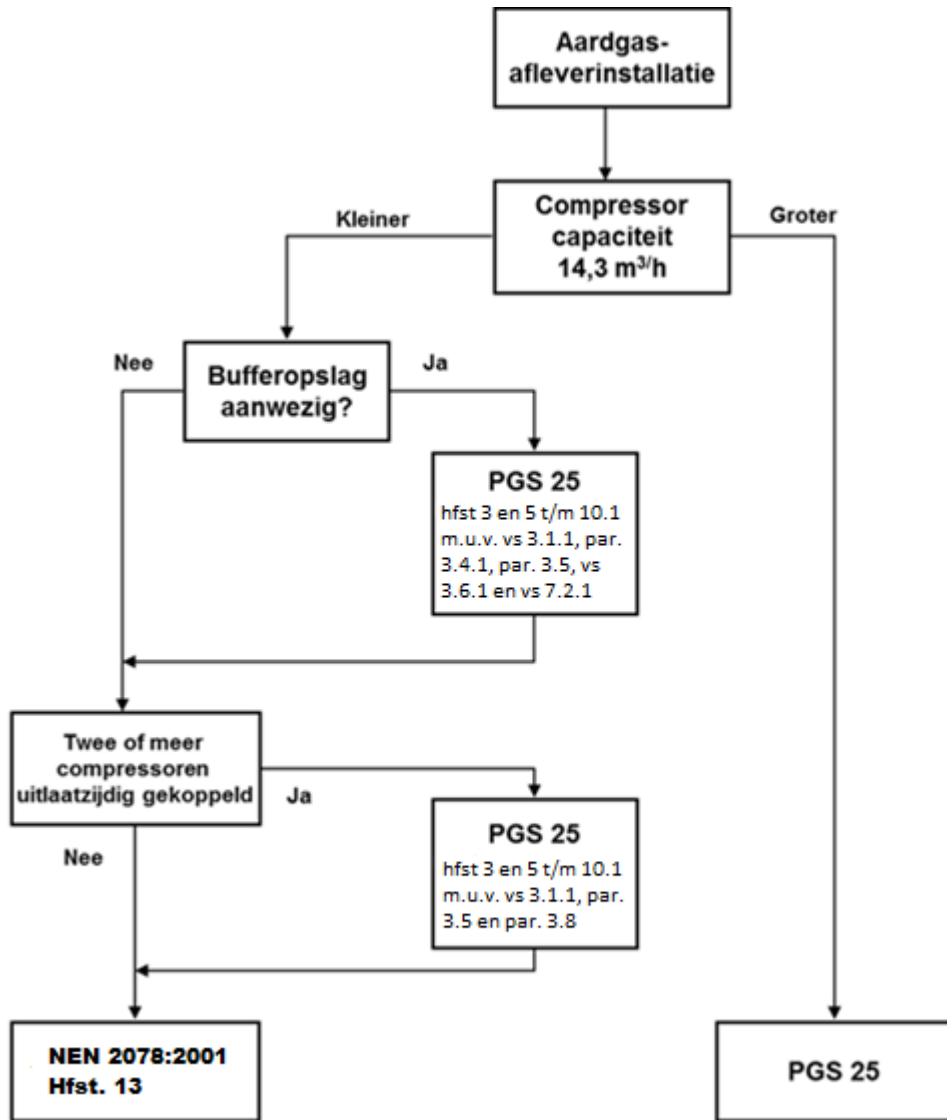 Aardgas-
afleverinstallatie
Compressor
capaciteit
14,3 m³/h
Kleiner
Groter
Bufferopslag
aanwezig?
Nee
Ja
PGS 25
hfst 3 en 5 t/m 10.1
m.u.v. vs 3.1.1, par.
3.4.1, par. 3.5, vs
3.6.1 en vs 7.2.1
Twee of meer
compressoren
uitlaatzijdig gekoppeld
Ja
Nee
PGS 25
hfst 3 en 5 t/m 10.1
m.u.v. vs 3.1.1, par.
3.5 en par. 3.8
NEN 2078:2001
Hfst. 13
PGS 25